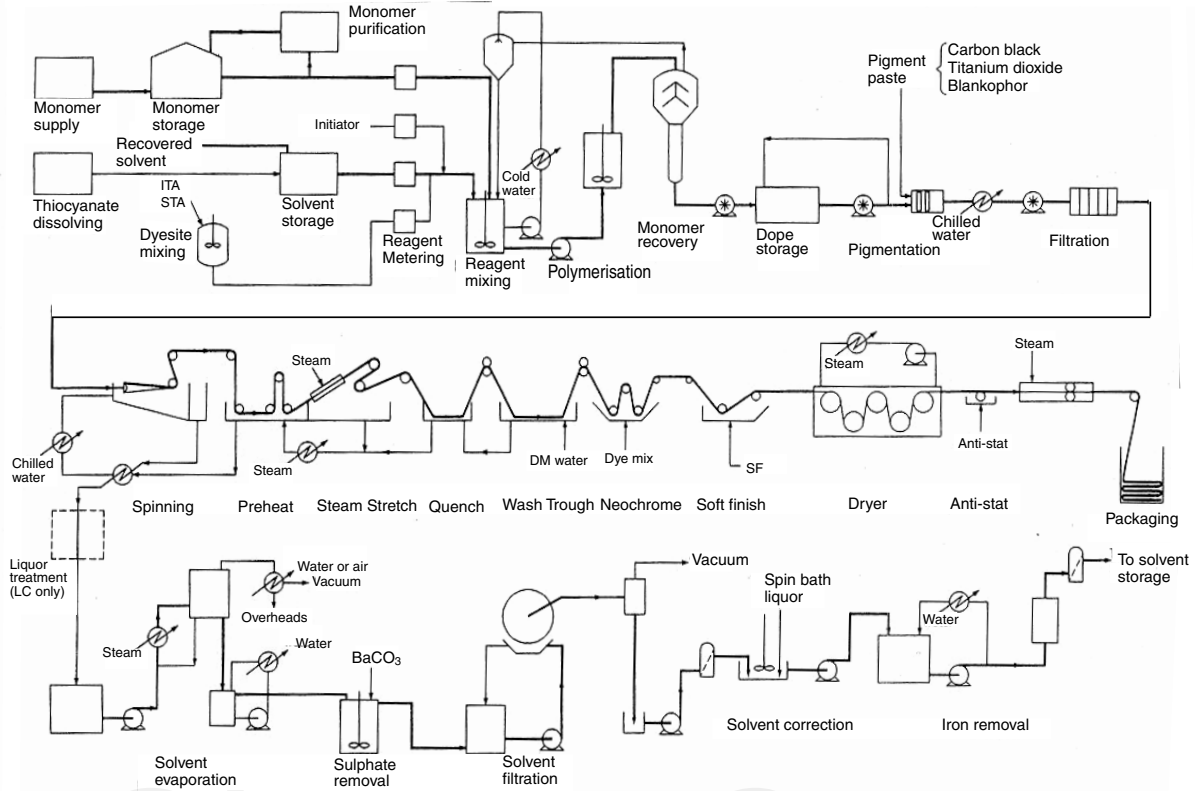 Monomer
purification
Monomer
supply
Monomer
storage
Recovered
solvent
Initiator
Thiocyanate
dissolving
ITA
STA
Solvent
storage
Dyesite
mixing
Reagent
Metering
Cold
water
Reagent
mixing
Polymerisation
Monomer
recovery
Pigment
paste
Carbon black
Titanium dioxide
Blankophor
Dope
storage
Pigmentation
Chilled
water
Filtration
Chilled
water
Steam
Steam
DM water
Dye mix
SF
Steam
Anti-stat
Steam
Spinning
Preheat
Steam Stretch
Quench
Wash Trough
Neochrome
Soft finish
Dryer
Anti-stat
Packaging
Liquor
treatment
(LC only)
Steam
Water or air
Vacuum
Overheads
Water
Solvent
evaporation
BaCO₃
Sulphate
removal
Solvent
filtration
Vacuum
Spin bath
liquor
Solvent correction
Water
Iron removal
To solvent
storage